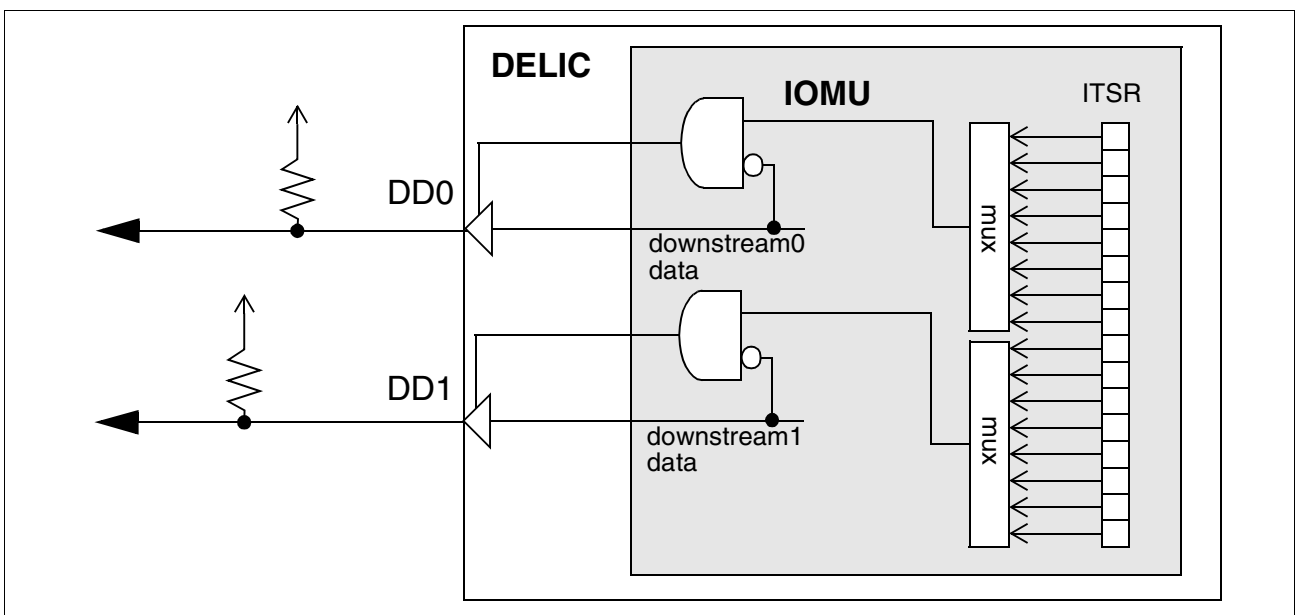 DELIC
IOMU
ITSR
DD0
mux
downstream0
data
DD1
mux
downstream1
data